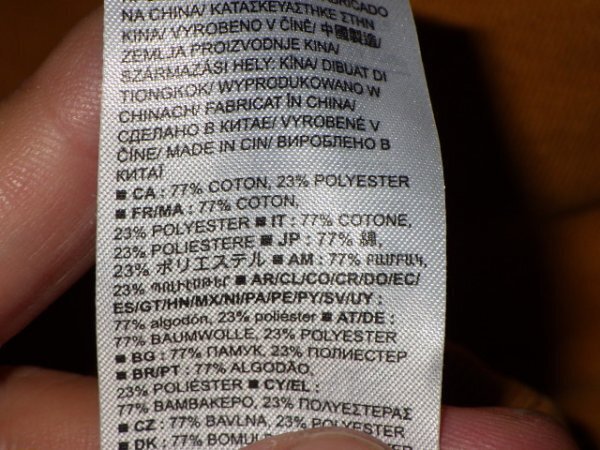 NA CHINA/ ΚΑΤΑΣΚΕΥΑΣΤΗΚΕ ΣΤΗΝ
ΚΙΝΑ/ VYROBENO V ČÍNĚ/ 中國製造/
ZEMLJA PROIZVODNJE KINA/
SZÁRMAZÁSI HELY: KÍNA/ DIBUAT DI
TIONGKOK/ WYPRODUKOWANO W
CHINACH/ FABRICAT ÎN CHINA/
СДЕЛАНО В КИТАЕ/ VYROBENÉ V
ČÍNE/ MADE IN CIN/ ВИРОБЛЕНО В
КИТАЇ
■ CA : 77% COTON, 23% POLYESTER
■ FR/MA : 77% COTON,
23% POLYESTER ■ IT : 77% COTONE,
23% POLIESTERE ■ JP : 77% 綿,
23% ポリエステル ■ AM : 77% ԲԱՄԲԱԿ,
23% ՊՈԼԻԷՍԹԵՐ ■ AR/CL/CO/CR/DO/EC/
ES/GT/HN/MX/NI/PA/PE/PY/SV/UY :
77% algodón, 23% poliéster ■ AT/DE :
77% BAUMWOLLE, 23% POLYESTER
■ BG : 77% ПАМУК, 23% ПОЛИЕСТЕР
■ BR/PT : 77% ALGODÃO,
23% POLIÉSTER ■ CY/EL :
77% ΒΑΜΒΑΚΕΡΟ, 23% ΠΟΛΥΕΣΤΕΡΑΣ
■ CZ : 77% BAVLNA, 23% POLYESTER
■ DK : 77%